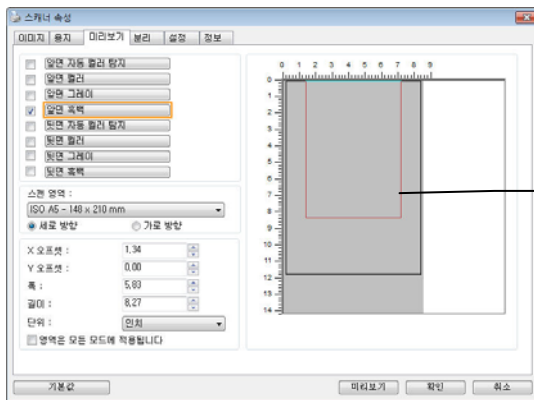 스캐너 속성
이미지 용지 미리보기 분리 설정 정보
앞면 자동 컬러 탐지
앞면 컬러
앞면 그레이
앞면 흑백
뒷면 자동 컬러 탐지
뒷면 컬러
뒷면 그레이
뒷면 흑백
스캔 영역 :
ISO A5 - 148 x 210 mm
세로 방향 가로 방향
X 오프셋 : 1,34
Y 오프셋 : 0,00
폭 : 5,83
길이 : 8,27
단위 : 인치
영역은 모든 모드에 적용됩니다
0 1 2 3 4 5 6 7 8 9
0
1
2
3
4
5
6
7
8
9
10
11
12
13
14
기본값 미리보기 확인 취소